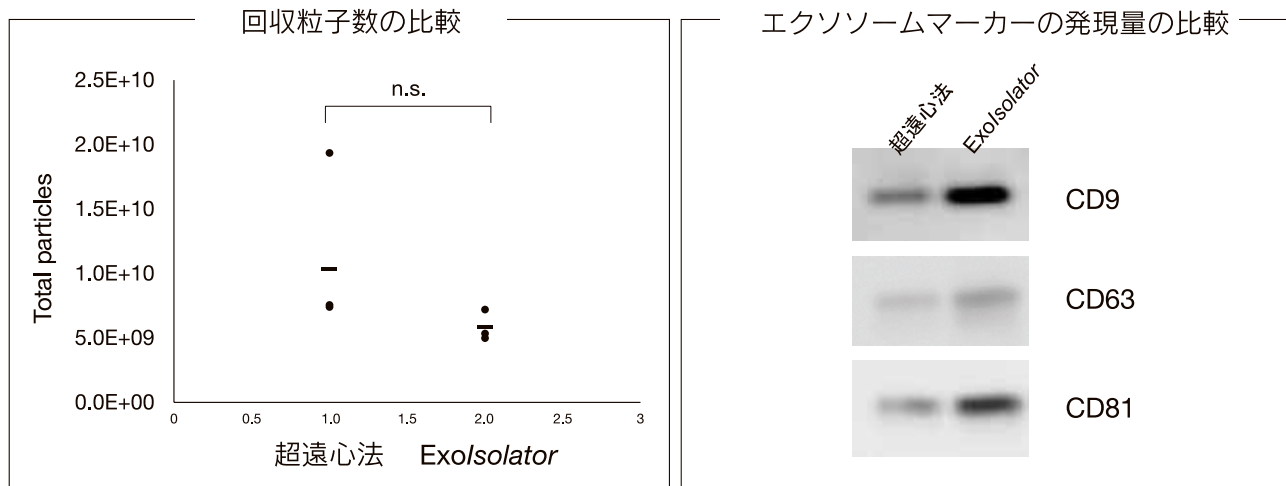 回収粒子数の比較
Total particles
2.5E+10
2.0E+10
1.5E+10
1.0E+10
5.0E+09
0.0E+00
n.s.
0 0.5 1.0 1.5 2.0 2.5 3
超遠心法 ExoIsolator
エクソソームマーカーの発現量の比較
超遠心法 ExoIsolator
CD9
CD63
CD81